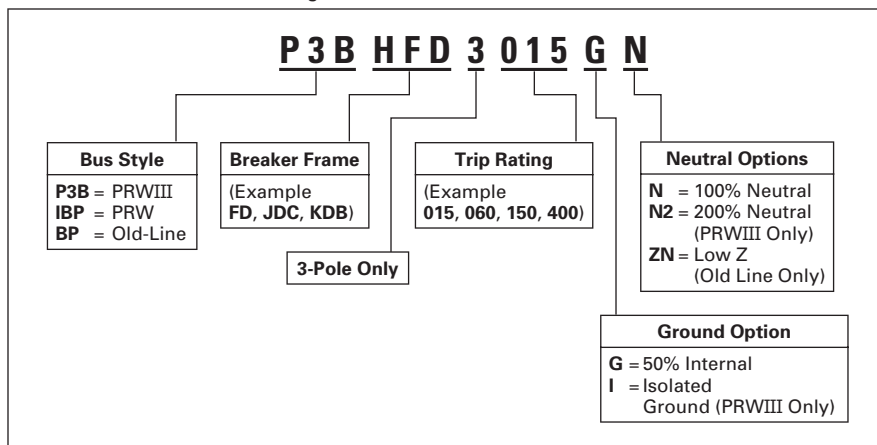 P3B HFD 3 015 G N
Bus Style
P3B = PRWIII
IBP = PRW
BP = Old-Line
Breaker Frame
(Example
FD, JDC, KDB)
3-Pole Only
Trip Rating
(Example
015, 060, 150, 400)
Neutral Options
N = 100% Neutral
N2 = 200% Neutral
(PRWIII Only)
ZN = Low Z
(Old Line Only)
Ground Option
G = 50% Internal
I = Isolated
Ground (PRWIII Only)